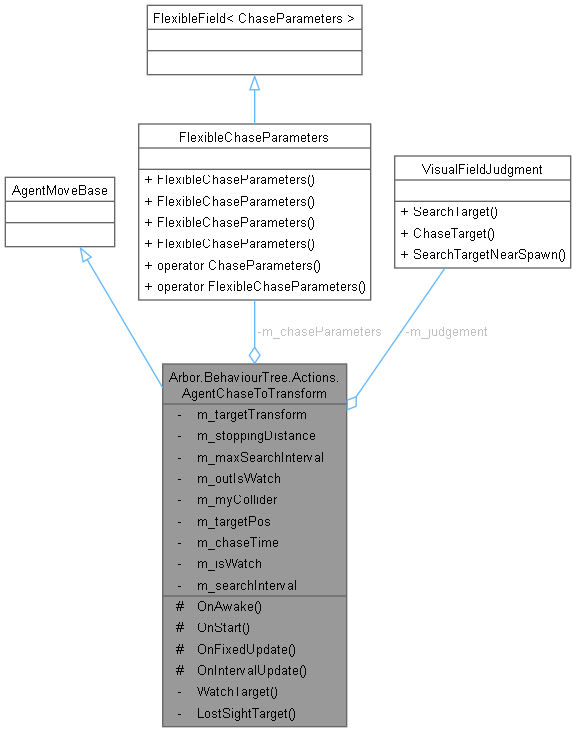 FlexibleField< ChaseParameters >
FlexibleChaseParameters
+ FlexibleChaseParameters()
+ FlexibleChaseParameters()
+ FlexibleChaseParameters()
+ FlexibleChaseParameters()
+ operator ChaseParameters()
+ operator FlexibleChaseParameters()
VisualFieldJudgment
+ SearchTarget()
+ ChaseTarget()
+ SearchTargetNearSpawn()
AgentMoveBase
-m_chaseParameters
-m_judgement
Arbor.BehaviourTree.Actions.
AgentChaseToTransform
- m_targetTransform
- m_stoppingDistance
- m_maxSearchInterval
- m_outIsWatch
- m_myCollider
- m_targetPos
- m_chaseTime
- m_isWatch
- m_searchInterval
# OnAwake()
# OnStart()
# OnFixedUpdate()
# OnIntervalUpdate()
- WatchTarget()
- LostSightTarget()